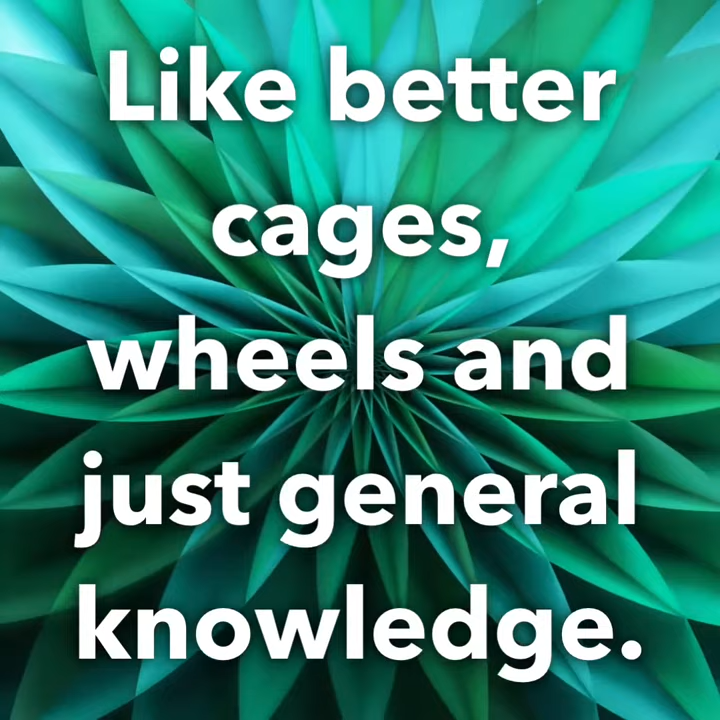 Like better
cages,
wheels and
just general
knowledge.